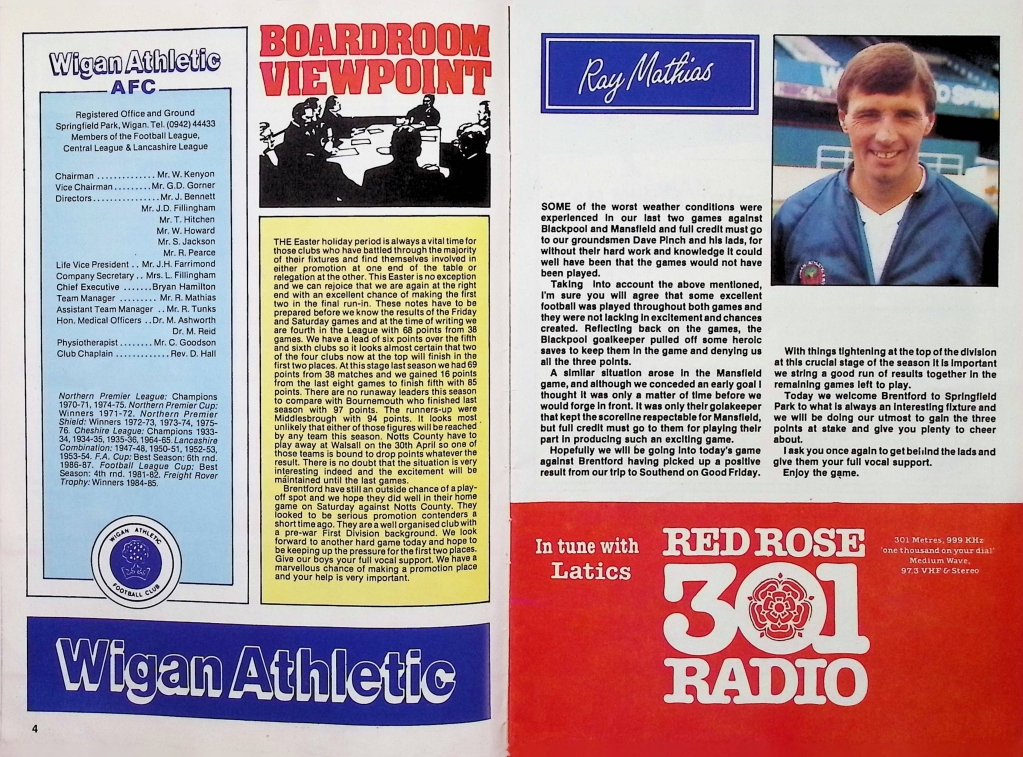 Wigan Athletic
AFC
Registered Office and Ground
Springfield Park, Wigan. Tel. (0942) 44433
Members of the Football League,
Central League & Lancashire League
Chairman .............. Mr. W. Kenyon
Vice Chairman......... Mr. G.D. Gorner
Directors................ Mr. J. Bennett
Mr. J.D. Fillingham
Mr. T. Hitchen
Mr. W. Howard
Mr. S. Jackson
Mr. R. Pearce
Life Vice President .. Mr. J.H. Farrimond
Company Secretary .. Mrs. L. Fillingham
Chief Executive ...... Bryan Hamilton
Team Manager ......... Mr. R. Mathias
Assistant Team Manager .. Mr. R. Tunks
Hon. Medical Officers .. Dr. M. Ashworth
Dr. M. Reid
Physiotherapist ........ Mr. C. Goodson
Club Chaplain ............ Rev. D. Hall
Northern Premier League: Champions
1970-71, 1974-75. Northern Premier Cup:
Winners 1971-72. Northern Premier
Shield: Winners 1972-73, 1973-74, 1975-
76. Cheshire League: Champions 1933-
34, 1934-35, 1935-36, 1964-65. Lancashire
Combination: 1947-48, 1950-51, 1952-53,
1953-54. F.A. Cup: Best Season: 6th rnd.
1986-87. Football League Cup: Best
Season: 4th rnd. 1981-82. Freight Rover
Trophy: Winners 1984-85.
WIGAN ATHLETIC
FOOTBALL CLUB
BOARDROOM
VIEWPOINT
THE Easter holiday period is always a vital time for
those clubs who have battled through the majority
of their fixtures and find themselves involved in
either promotion at one end of the table or
relegation at the other. This Easter is no exception
and we can rejoice that we are again at the right
end with an excellent chance of making the first
two in the final run-in. These notes have to be
prepared before we know the results of the Friday
and Saturday games and at the time of writing we
are fourth in the League with 68 points from 38
games. We have a lead of six points over the fifth
and sixth clubs so it looks almost certain that two
of the four clubs now at the top will finish in the
first two places. At this stage last season we had 69
points from 38 matches and we gained 16 points
from the last eight games to finish fifth with 85
points. There are no runaway leaders this season
to compare with Bournemouth who finished last
season with 97 points. The runners-up were
Middlesbrough with 94 points. It looks most
unlikely that either of those figures will be reached
by any team this season. Notts County have to
play away at Walsall on the 30th April so one of
those teams is bound to drop points whatever the
result. There is no doubt that the situation is very
interesting indeed and the excitement will be
maintained until the last games.
Brentford have still an outside chance of a play-
off spot and we hope they did well in their home
game on Saturday against Notts County. They
looked to be serious promotion contenders a
short time ago. They are a well organised club with
a pre-war First Division background. We look
forward to another hard game today and hope to
be keeping up the pressure for the first two places.
Give our boys your full vocal support. We have a
marvellous chance of making a promotion place
and your help is very important.
Wigan Athletic
4
Ray Mathias
SOME of the worst weather conditions were
experienced in our last two games against
Blackpool and Mansfield and full credit must go
to our groundsmen Dave Pinch and his lads, for
without their hard work and knowledge it could
well have been that the games would not have
been played.
Taking into account the above mentioned,
I'm sure you will agree that some excellent
football was played throughout both games and
they were not lacking in excitement and chances
created. Reflecting back on the games, the
Blackpool goalkeeper pulled off some heroic
saves to keep them in the game and denying us
all the three points.
A similar situation arose in the Mansfield
game, and although we conceded an early goal I
thought it was only a matter of time before we
would forge in front. It was only their golakeeper
that kept the scoreline respectable for Mansfield,
but full credit must go to them for playing their
part in producing such an exciting game.
Hopefully we will be going into today's game
against Brentford having picked up a positive
result from our trip to Southend on Good Friday.
With things tightening at the top of the division
at this crucial stage of the season it is important
we string a good run of results together in the
remaining games left to play.
Today we welcome Brentford to Springfield
Park to what is always an interesting fixture and
we will be doing our utmost to gain the three
points at stake and give you plenty to cheer
about.
I ask you once again to get behind the lads and
give them your full vocal support.
Enjoy the game.
In tune with
Latics
RED ROSE
301
RADIO
301 Metres, 999 KHz
'one thousand on your dial'
Medium Wave,
97.3 VHF & Stereo